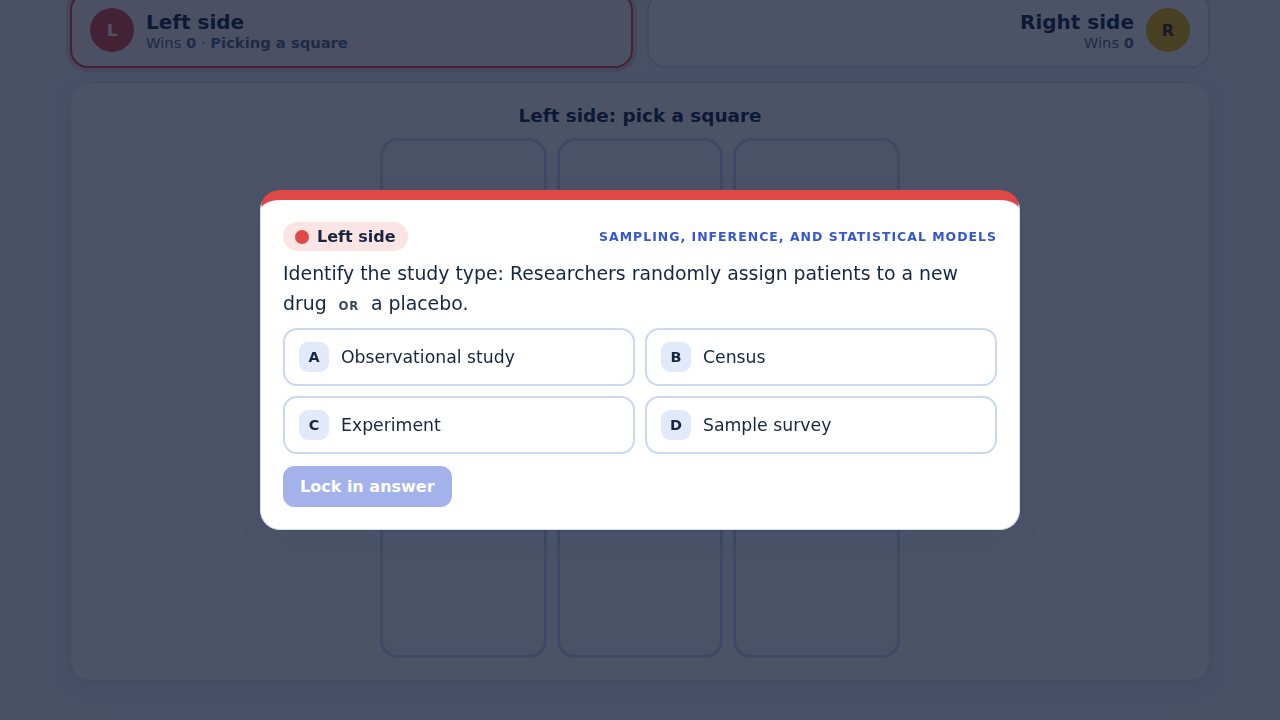 L
Left side
Wins 0 · Picking a square
Right side
Wins 0
R
Left side: pick a square
Left side
SAMPLING, INFERENCE, AND STATISTICAL MODELS
Identify the study type: Researchers randomly assign patients to a new
drug OR a placebo.
A Observational study
B Census
C Experiment
D Sample survey
Lock in answer